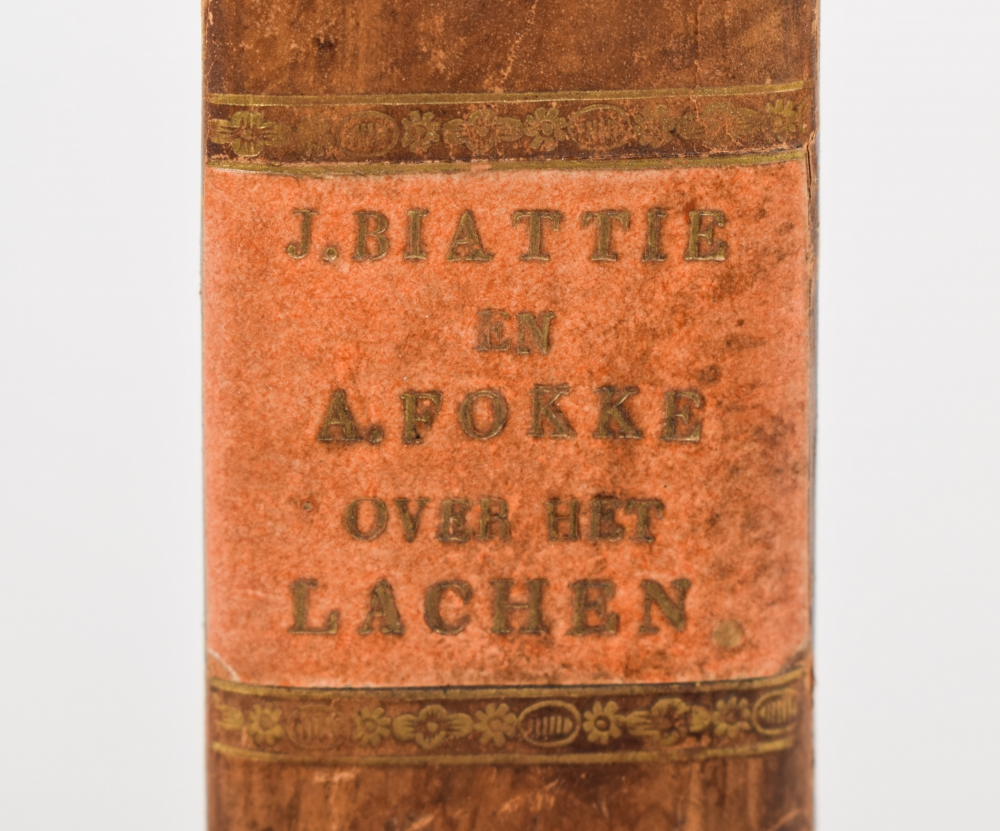 J. BIATTIE
EN
A. FOKKE
OVER HET
LACHEN.